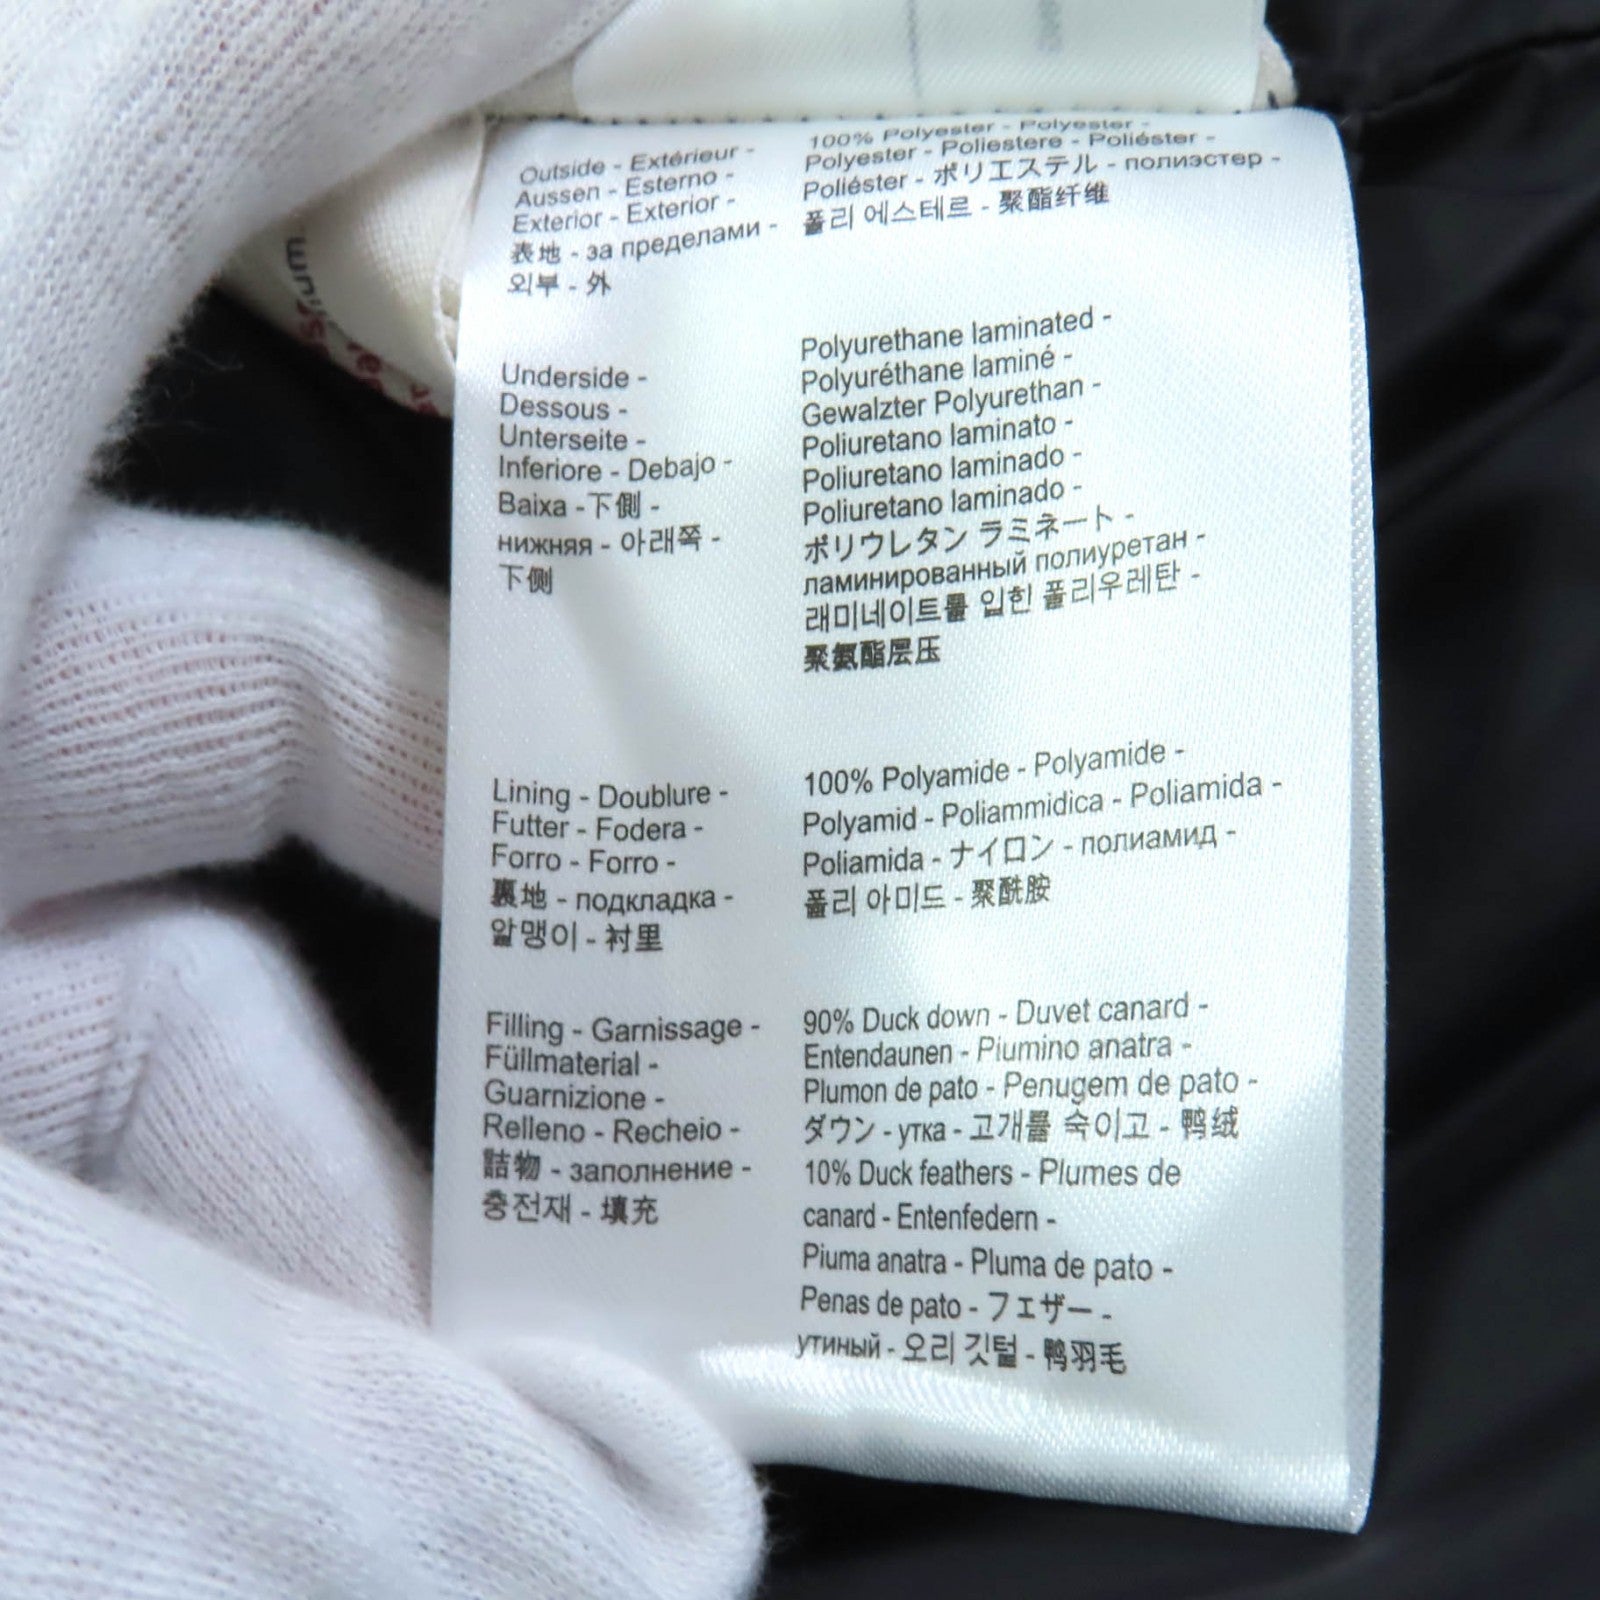 Outside - Extérieur -
Aussen - Esterno -
Exterior - Exterior -
表地 - за пределами -
외부 - 外
100% Polyester - Polyester -
Polyester - Poliestere - Poliéster -
Poliéster - ポリエステル - полиэстер -
폴리 에스테르 - 聚酯纤维
Underside -
Dessous -
Unterseite -
Inferiore - Debajo -
Baixa -下側 -
нижняя - 아래쪽 -
下侧
Polyurethane laminated -
Polyuréthane laminé -
Gewalzter Polyurethan -
Poliuretano laminato -
Poliuretano laminado -
Poliuretano laminado -
ポリウレタン ラミネート -
ламинированный полиуретан -
래미네이트를 입힌 폴리우레탄 -
聚氨酯层压
Lining - Doublure -
Futter - Fodera -
Forro - Forro -
裏地 - подкладка -
알맹이 - 衬里
100% Polyamide - Polyamide -
Polyamid - Poliammidica - Poliamida -
Poliamida - ナイロン - полиамид -
폴리 아미드 - 聚酰胺
Filling - Garnissage -
Füllmaterial -
Guarnizione -
Relleno - Recheio -
詰物 - заполнение -
충전재 - 填充
90% Duck down - Duvet canard -
Entendaunen - Piumino anatra -
Plumon de pato - Penugem de pato -
ダウン - утка - 고개를 숙이고 - 鸭绒
10% Duck feathers - Plumes de
canard - Entenfedern -
Piuma anatra - Pluma de pato -
Penas de pato - フェザー -
утиный - 오리 깃털 - 鸭羽毛